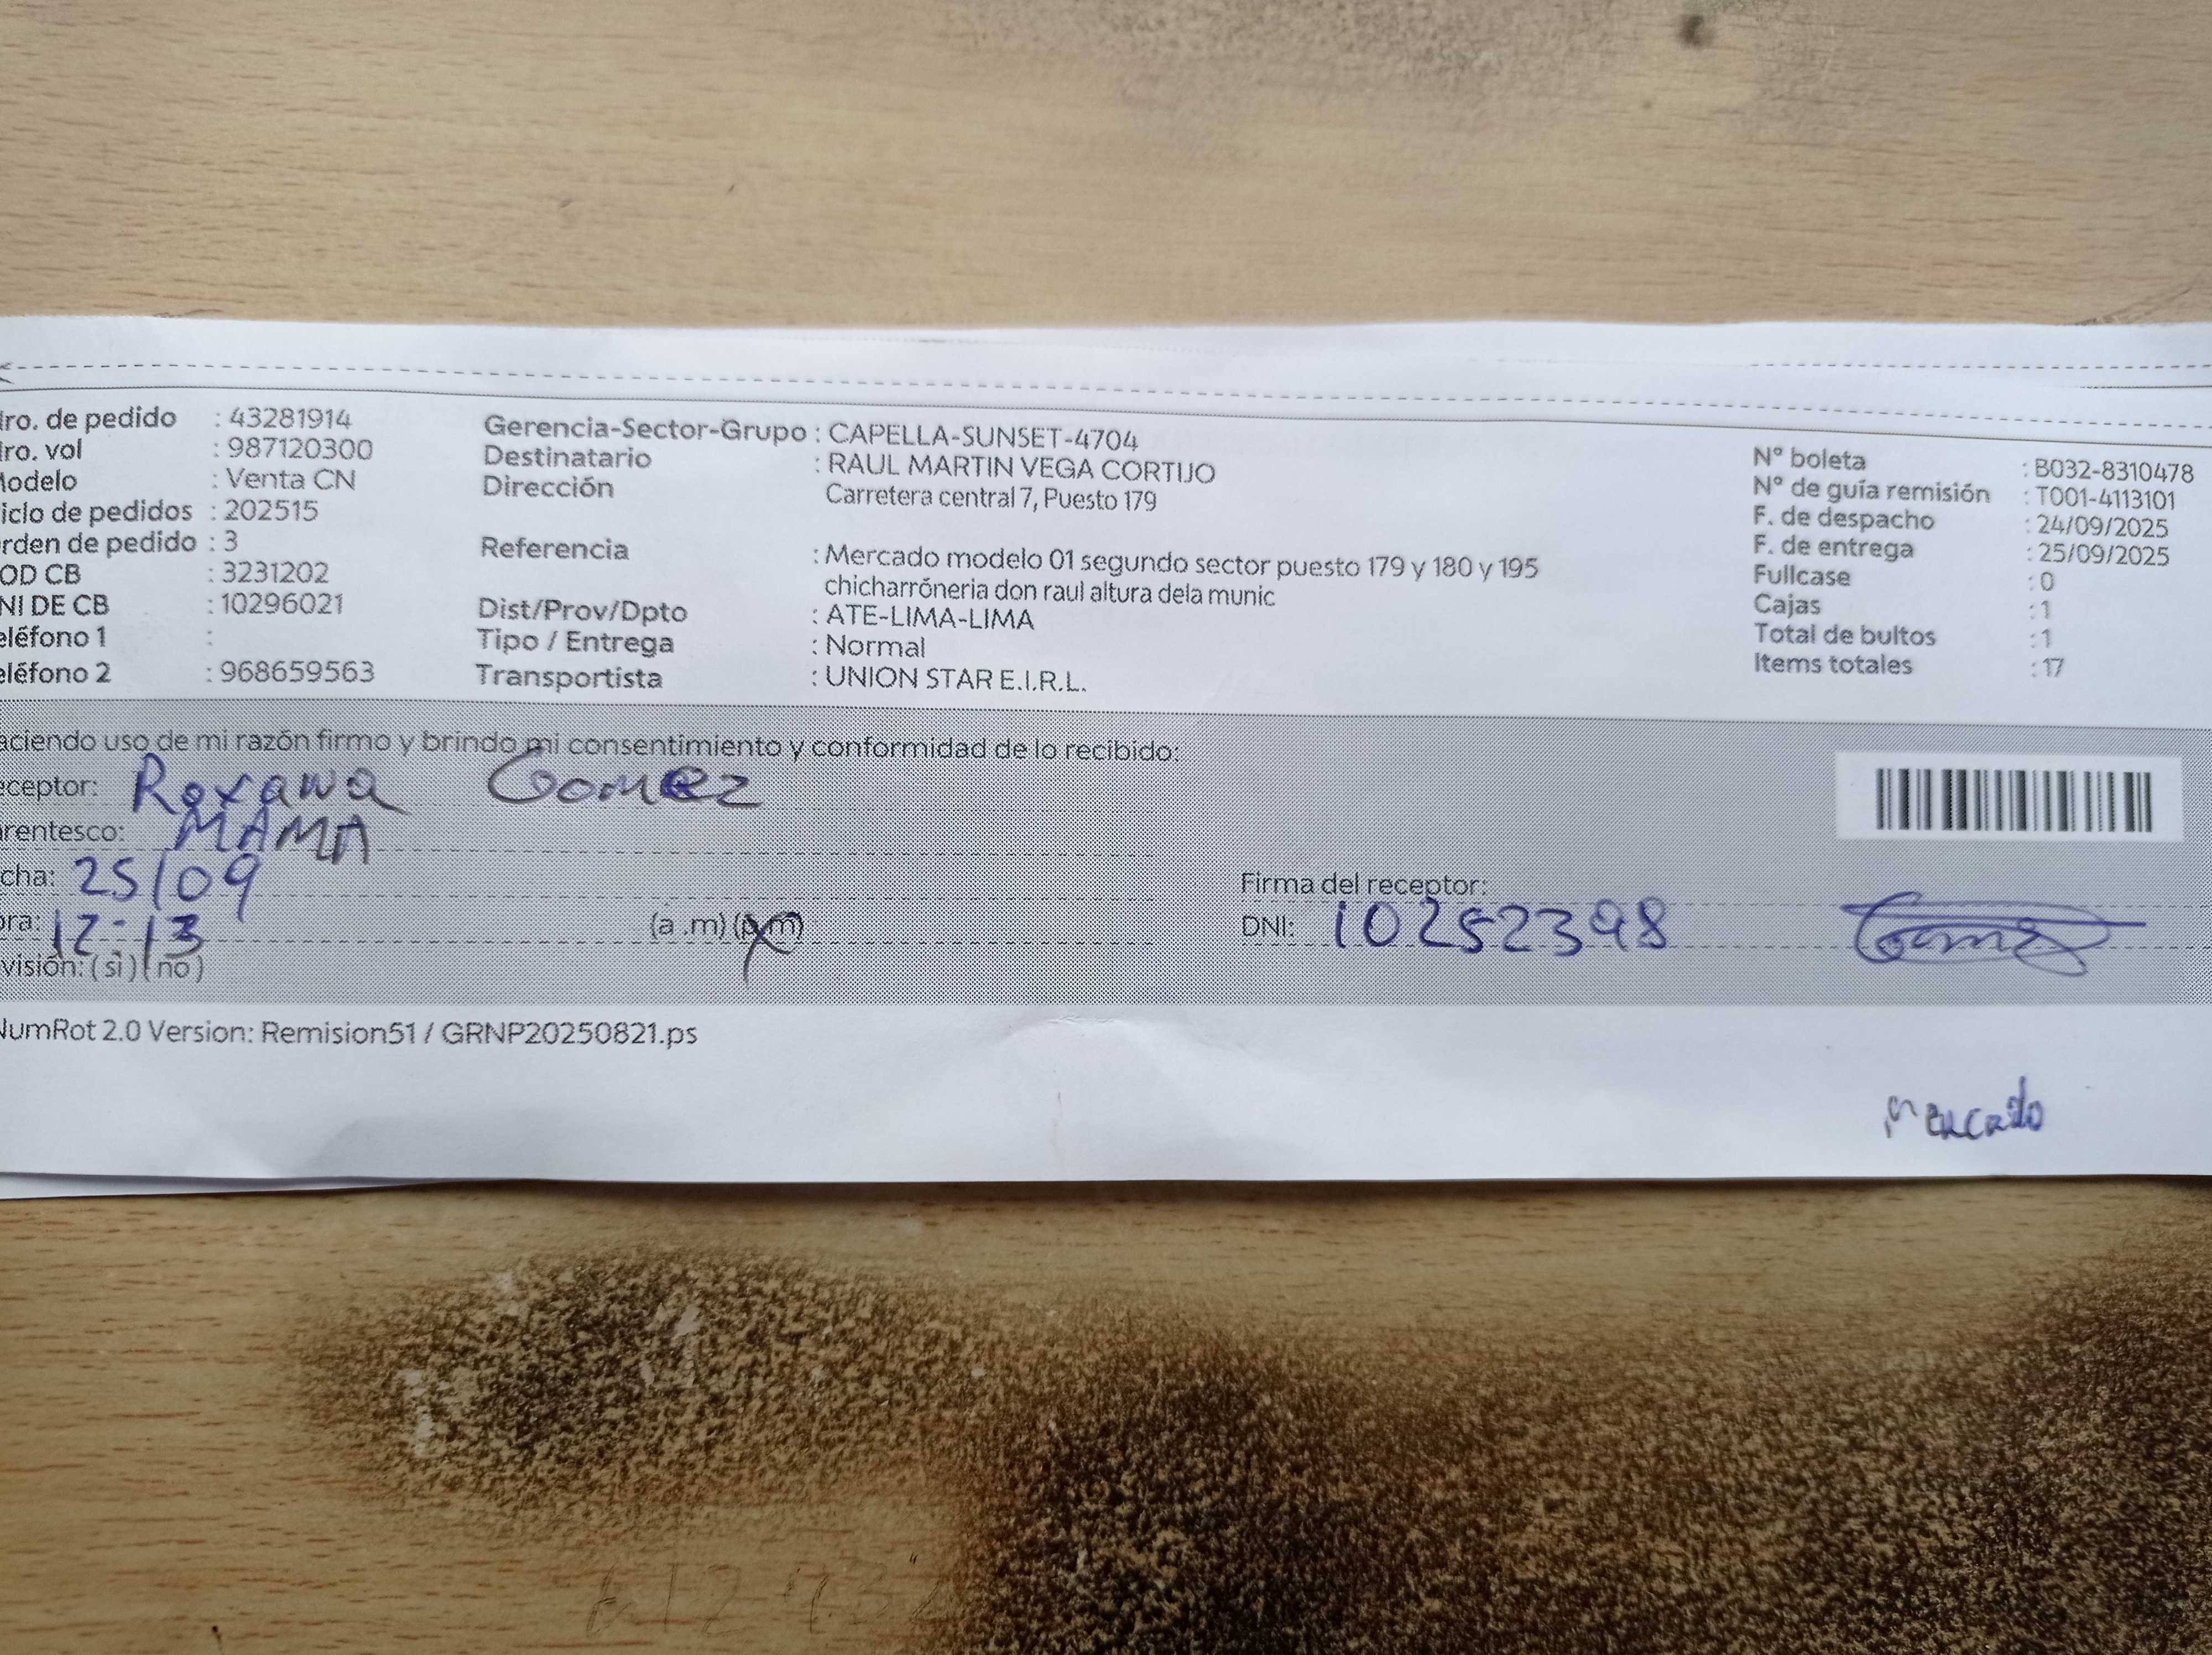 ro. de pedido : 43281914
ro. vol : 987120300
odelo : Venta CN
iclo de pedidos : 202515
rden de pedido : 3
OD CB : 3231202
NI DE CB : 10296021
eléfono 1 :
eléfono 2 : 968659563
Gerencia-Sector-Grupo : CAPELLA-SUNSET-4704
Destinatario : RAUL MARTIN VEGA CORTIJO
Dirección Carretera central 7, Puesto 179
Referencia : Mercado modelo 01 segundo sector puesto 179 y 180 y 195
chicharróneria don raul altura dela munic
Dist/Prov/Dpto : ATE-LIMA-LIMA
Tipo / Entrega : Normal
Transportista : UNION STAR E.I.R.L.
N° boleta : B032-8310478
N° de guía remisión : T001-4113101
F. de despacho : 24/09/2025
F. de entrega : 25/09/2025
Fullcase : 0
Cajas : 1
Total de bultos : 1
Items totales : 17
aciendo uso de mi razón firmo y brindo mi consentimiento y conformidad de lo recibido:
eceptor: Roxana Gomez
rentesco: MAMA
cha: 25/09
ora: 12:13 (a .m) (p.m)
visión: (si) (no)
Firma del receptor:
DNI: 10252398
NumRot 2.0 Version: Remision51 / GRNP20250821.ps
Mercado